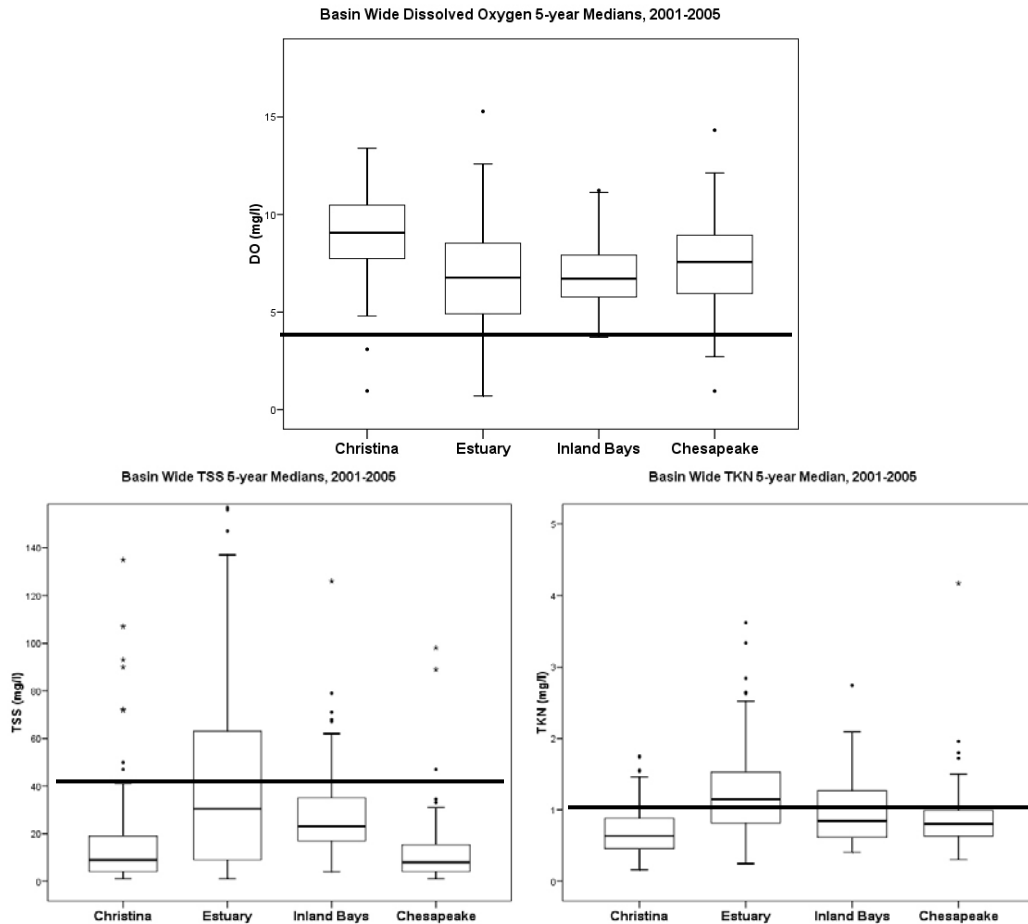 Basin Wide Dissolved Oxygen 5-year Medians, 2001-2005
15
10
5
0
DO (mg/l)
Christina Estuary Inland Bays Chesapeake
Basin Wide TSS 5-year Medians, 2001-2005
140
120
100
80
60
40
20
0
TSS (mg/l)
Christina Estuary Inland Bays Chesapeake
Basin Wide TKN 5-year Median, 2001-2005
5
4
3
2
1
0
TKN (mg/l)
Christina Estuary Inland Bays Chesapeake